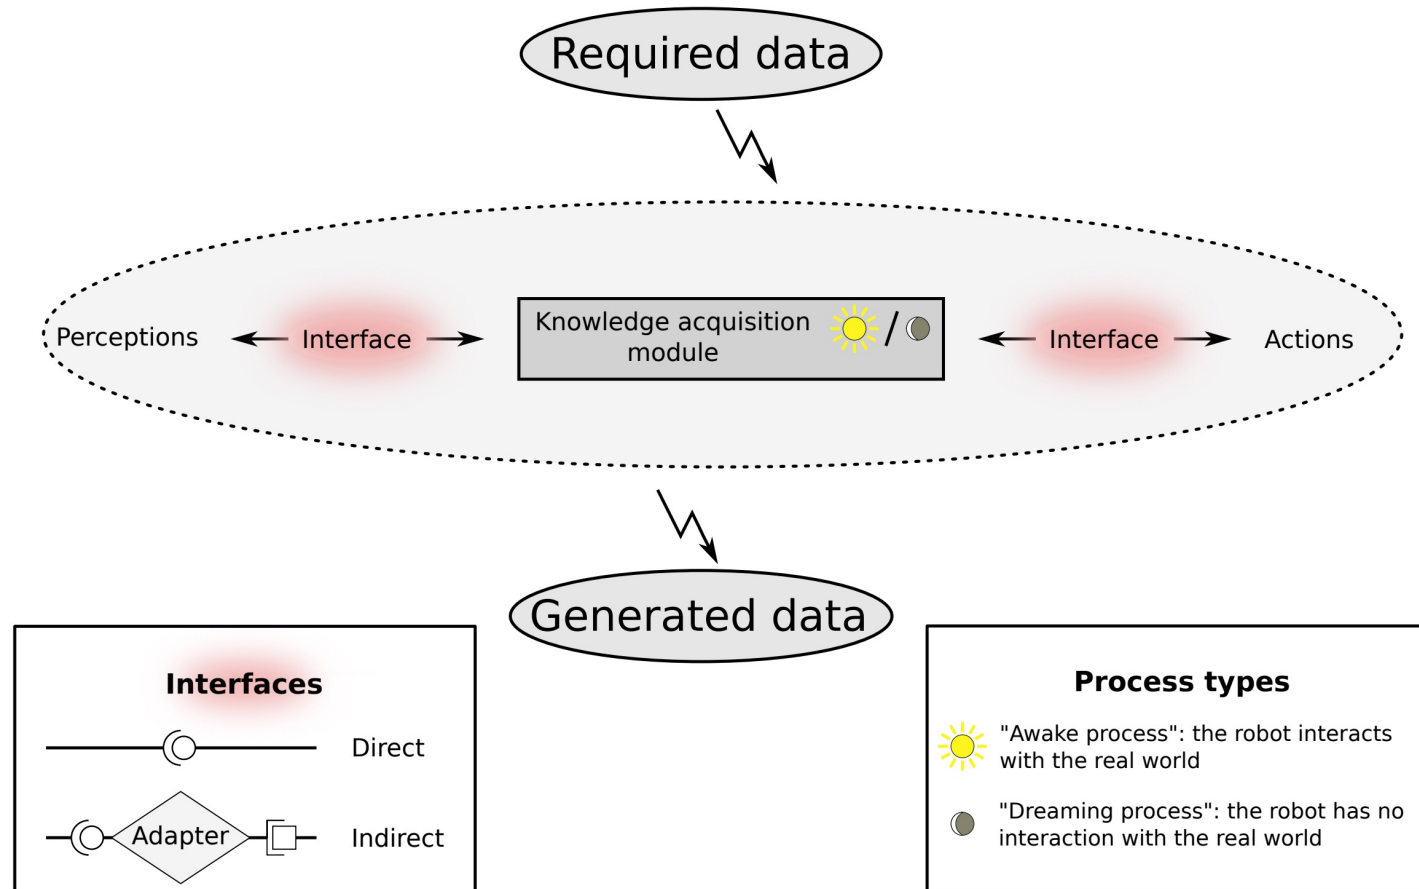 Required data
Perceptions
Interface
Knowledge acquisition
module
/
Interface
Actions
Generated data
Interfaces
Direct
Adapter
Indirect
Process types
"Awake process": the robot interacts
with the real world
"Dreaming process": the robot has no
interaction with the real world